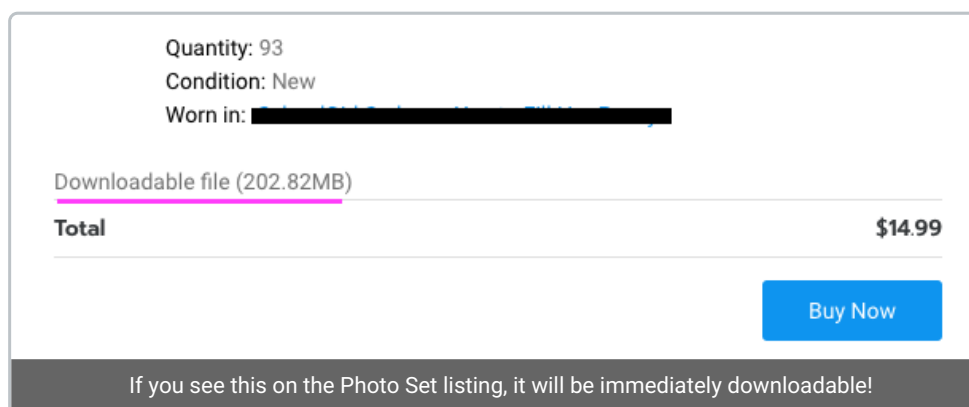 Quantity: 93
Condition: New
Worn in:
Downloadable file (202.82MB)
Total $14.99
Buy Now
If you see this on the Photo Set listing, it will be immediately downloadable!